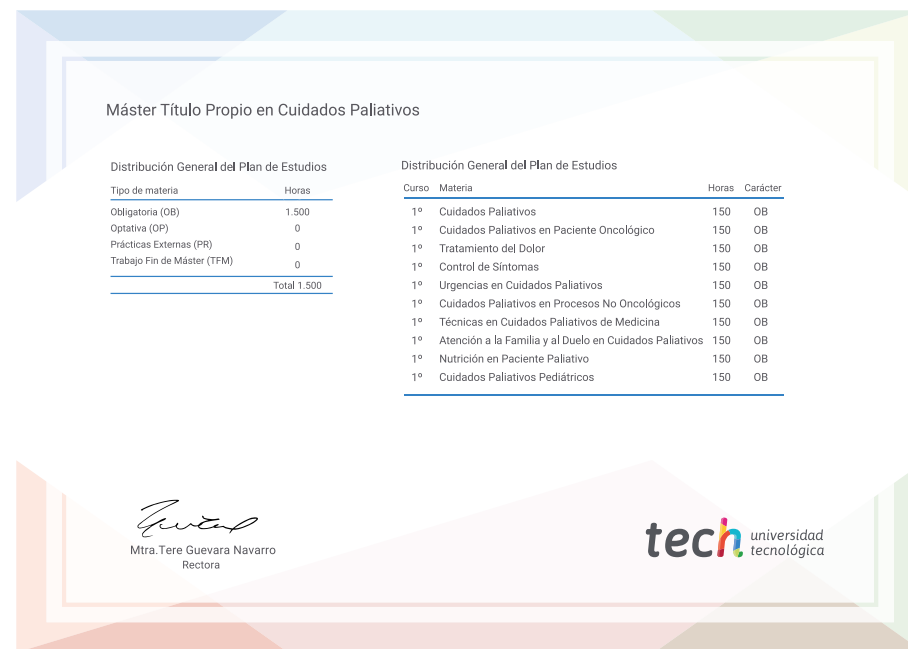 Máster Título Propio en Cuidados Paliativos
Distribución General del Plan de Estudios
Tipo de materia Horas
Obligatoria (OB) 1.500
Optativa (OP) 0
Prácticas Externas (PR) 0
Trabajo Fin de Máster (TFM) 0
Total 1.500
Distribución General del Plan de Estudios
Curso Materia Horas Carácter
1º Cuidados Paliativos 150 OB
1º Cuidados Paliativos en Paciente Oncológico 150 OB
1º Tratamiento del Dolor 150 OB
1º Control de Síntomas 150 OB
1º Urgencias en Cuidados Paliativos 150 OB
1º Cuidados Paliativos en Procesos No Oncológicos 150 OB
1º Técnicas en Cuidados Paliativos de Medicina 150 OB
1º Atención a la Familia y al Duelo en Cuidados Paliativos 150 OB
1º Nutrición en Paciente Paliativo 150 OB
1º Cuidados Paliativos Pediátricos 150 OB
Mtra.Tere Guevara Navarro
Rectora
tech universidad
tecnológica